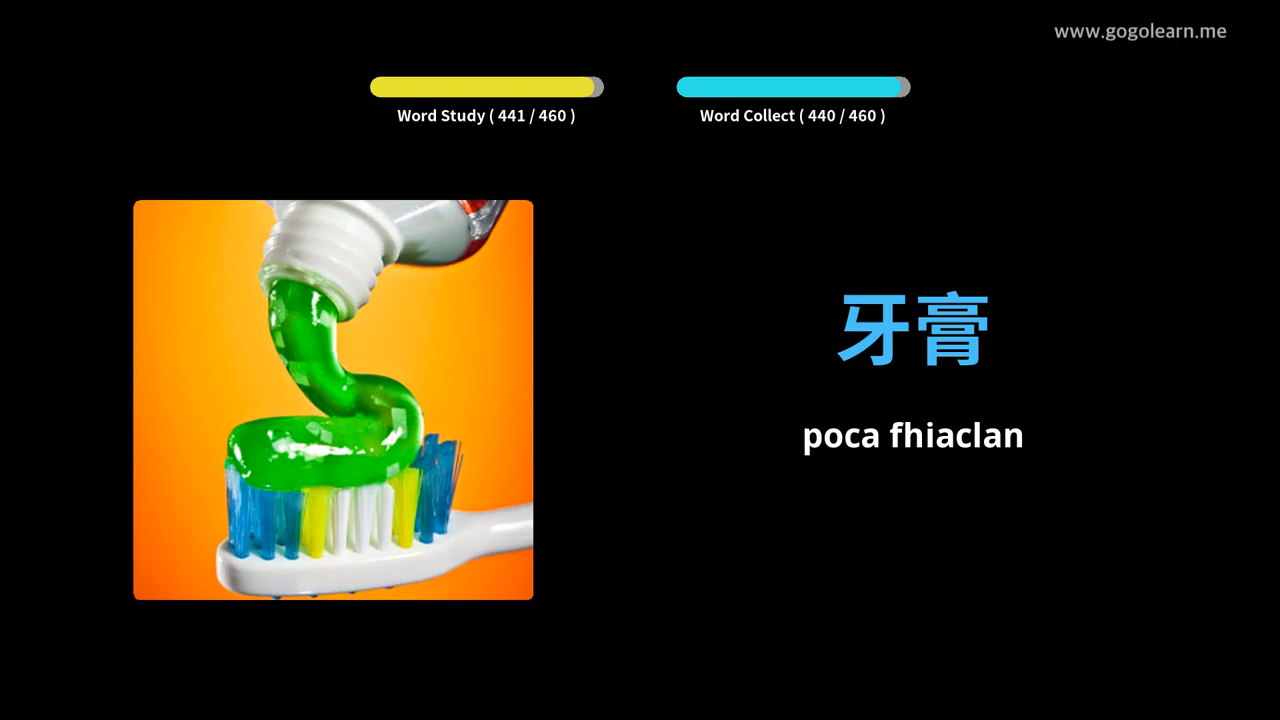 www.gogolearn.me
Word Study ( 441 / 460 )
Word Collect ( 440 / 460 )
牙膏
poca fhiaclan